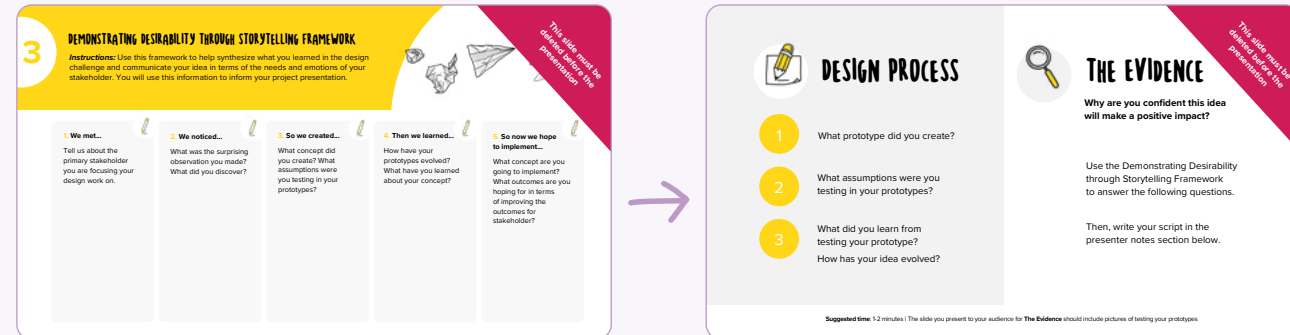 3
DEMONSTRATING DESIRABILITY THROUGH STORYTELLING FRAMEWORK
Instructions: Use this framework to help synthesize what you learned in the design
challenge and communicate your idea in terms of the needs and emotions of your
stakeholder. You will use this information to inform your project presentation.
This slide must be
deleted before the
presentation
1. We met...
Tell us about the
primary stakeholder
you are focusing your
design work on.
2. We noticed...
What was the surprising
observation you made?
What did you discover?
3. So we created...
What concept did
you create? What
assumptions were
you testing in your
prototypes?
4. Then we learned...
How have your
prototypes evolved?
What have you learned
about your concept?
5. So now we hope
to implement...
What concept are you
going to implement?
What outcomes are you
hoping for in terms
of improving the
outcomes for
stakeholder?
DESIGN PROCESS
1
What prototype did you create?
2
What assumptions were you
testing in your prototypes?
3
What did you learn from
testing your prototype?
How has your idea evolved?
THE EVIDENCE
Why are you confident this idea
will make a positive impact?
Use the Demonstrating Desirability
through Storytelling Framework
to answer the following questions.
Then, write your script in the
presenter notes section below.
This slide must be
deleted before the
presentation
Suggested time: 1-2 minutes | The slide you present to your audience for The Evidence should include pictures of testing your prototypes